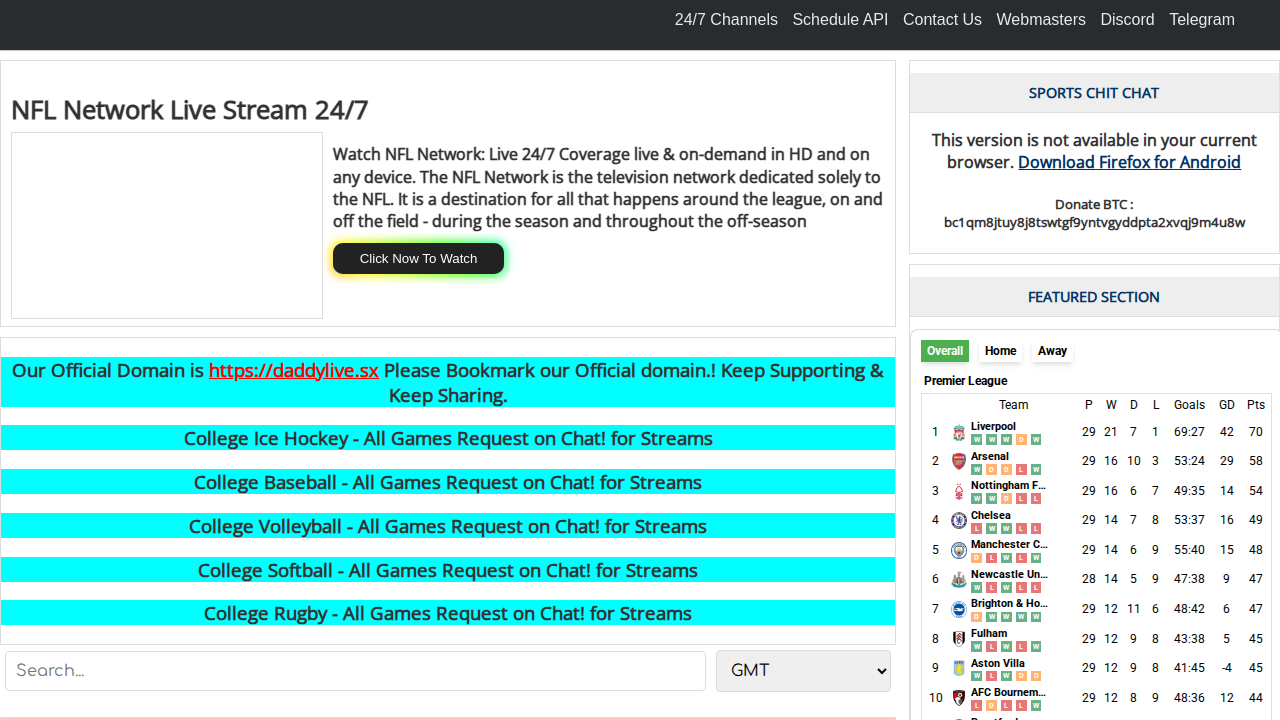 24/7 Channels Schedule API Contact Us Webmasters Discord Telegram
NFL Network Live Stream 24/7
Watch NFL Network: Live 24/7 Coverage live & on-demand in HD and on
any device. The NFL Network is the television network dedicated solely to
the NFL. It is a destination for all that happens around the league, on and
off the field - during the season and throughout the off-season
Click Now To Watch
Our Official Domain is https://daddylive.sx Please Bookmark our Official domain.! Keep Supporting &
Keep Sharing.
College Ice Hockey - All Games Request on Chat! for Streams
College Baseball - All Games Request on Chat! for Streams
College Volleyball - All Games Request on Chat! for Streams
College Softball - All Games Request on Chat! for Streams
College Rugby - All Games Request on Chat! for Streams
Search...
GMT
SPORTS CHIT CHAT
This version is not available in your current
browser. Download Firefox for Android
Donate BTC :
bc1qm8jtuy8j8tswtgf9yntvgyddpta2xvqj9m4u8w
FEATURED SECTION
Overall Home Away
Premier League
Team P W D L Goals GD Pts
1 Liverpool 29 21 7 1 69:27 42 70
W W W D W
2 Arsenal 29 16 10 3 53:24 29 58
W D D L W
3 Nottingham F... 29 16 6 7 49:35 14 54
W W D L L
4 Chelsea 29 14 7 8 53:37 16 49
L W W L L
5 Manchester C... 29 14 6 9 55:40 15 48
D L W L W
6 Newcastle Un... 28 14 5 9 47:38 9 47
W L W L L
7 Brighton & Ho... 29 12 11 6 48:42 6 47
D W W W W
8 Fulham 29 12 9 8 43:38 5 45
W L W L W
9 Aston Villa 29 12 9 8 41:45 -4 45
W L W D D
10 AFC Bournem... 29 12 8 9 48:36 12 44
L D L L W